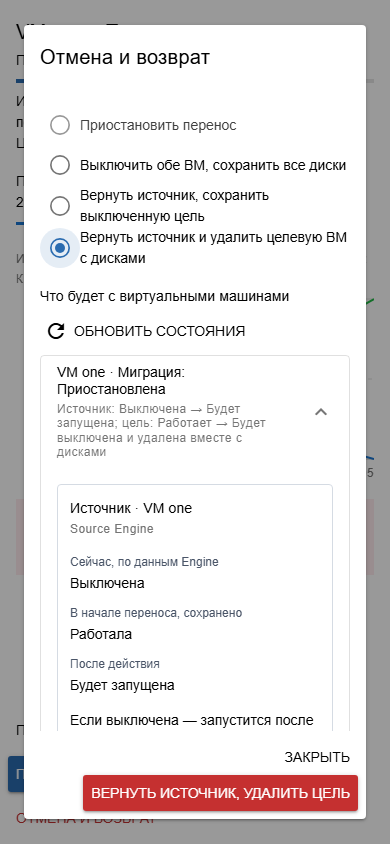 Отмена и возврат
Приостановить перенос
Выключить обе ВМ, сохранить все диски
Вернуть источник, сохранить
выключенную цель
Вернуть источник и удалить целевую ВМ
с дисками
Что будет с виртуальными машинами
ОБНОВИТЬ СОСТОЯНИЯ
VM one · Миграция:
Приостановлена
Источник: Выключена → Будет
запущена; цель: Работает → Будет
выключена и удалена вместе с
дисками
Источник · VM one
Source Engine
Сейчас, по данным Engine
Выключена
В начале переноса, сохранено
Работала
После действия
Будет запущена
Если выключена — запустится после
ЗАКРЫТЬ
ВЕРНУТЬ ИСТОЧНИК, УДАЛИТЬ ЦЕЛЬ
ОТМЕНА И ВОЗВРАТ